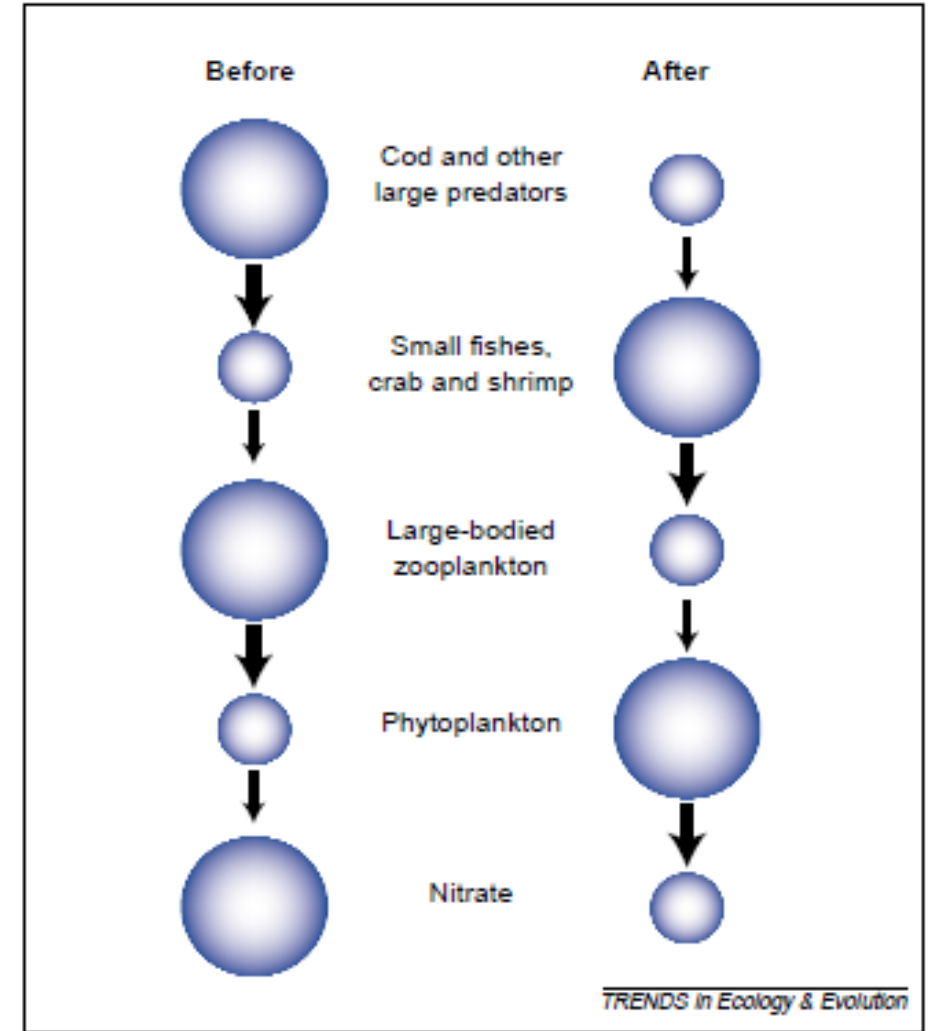 Before
After
Cod and other
large predators
Small fishes,
crab and shrimp
Large-bodied
zooplankton
Phytoplankton
Nitrate
TRENDS in Ecology & Evolution